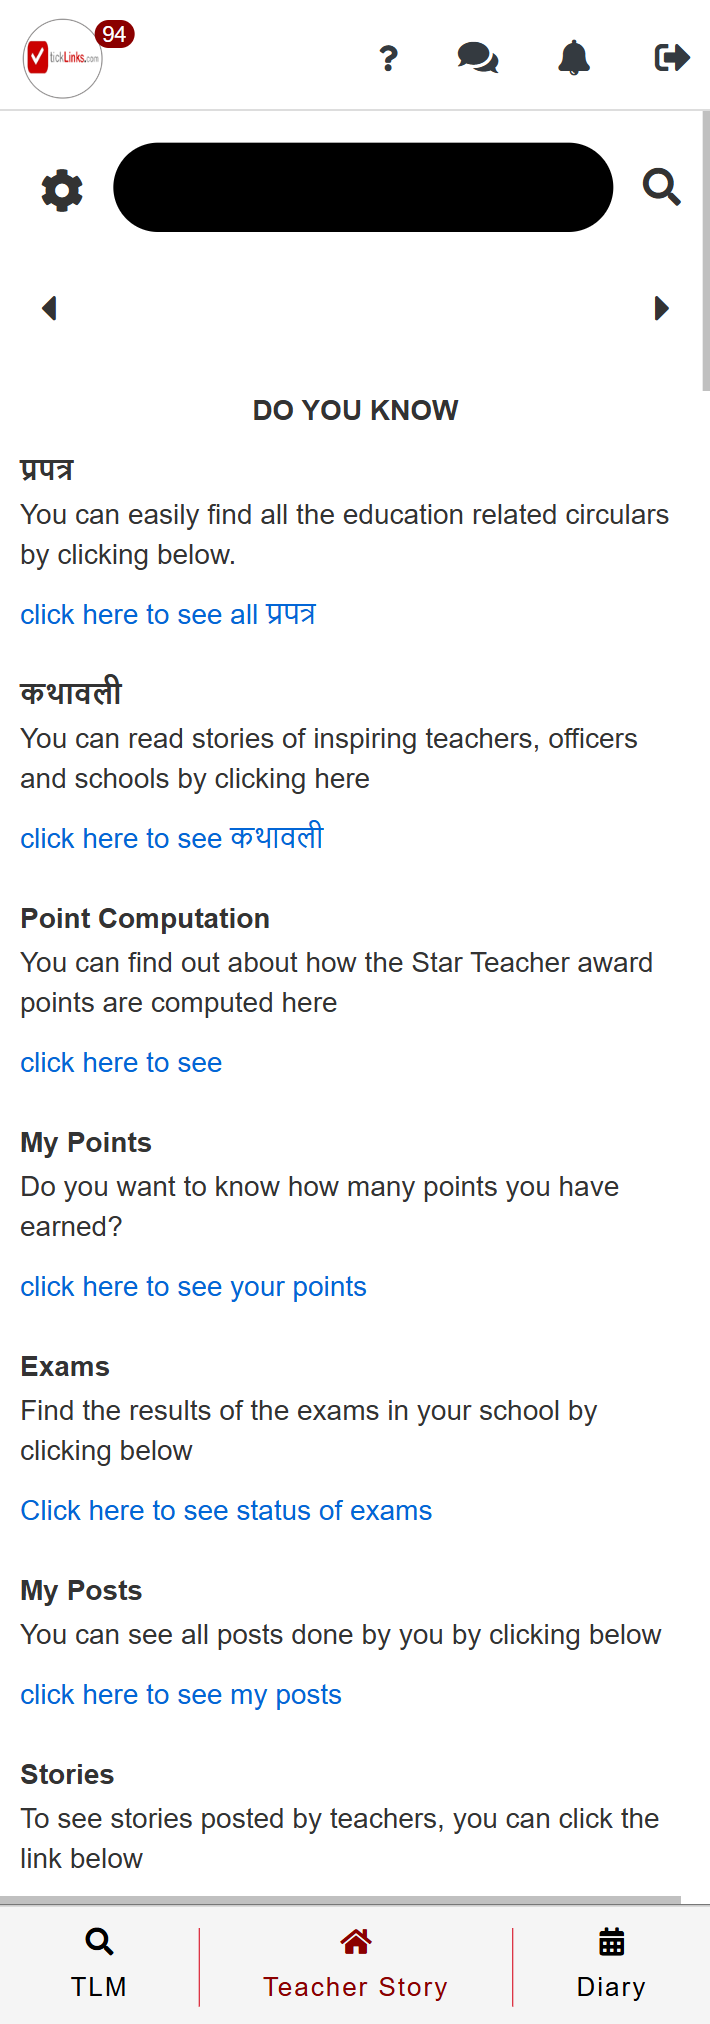 94
tickLinks.com
?
DO YOU KNOW
प्रपत्र
You can easily find all the education related circulars
by clicking below.
click here to see all प्रपत्र
कथावली
You can read stories of inspiring teachers, officers
and schools by clicking here
click here to see कथावली
Point Computation
You can find out about how the Star Teacher award
points are computed here
click here to see
My Points
Do you want to know how many points you have
earned?
click here to see your points
Exams
Find the results of the exams in your school by
clicking below
Click here to see status of exams
My Posts
You can see all posts done by you by clicking below
click here to see my posts
Stories
To see stories posted by teachers, you can click the
link below
TLM
Teacher Story
Diary